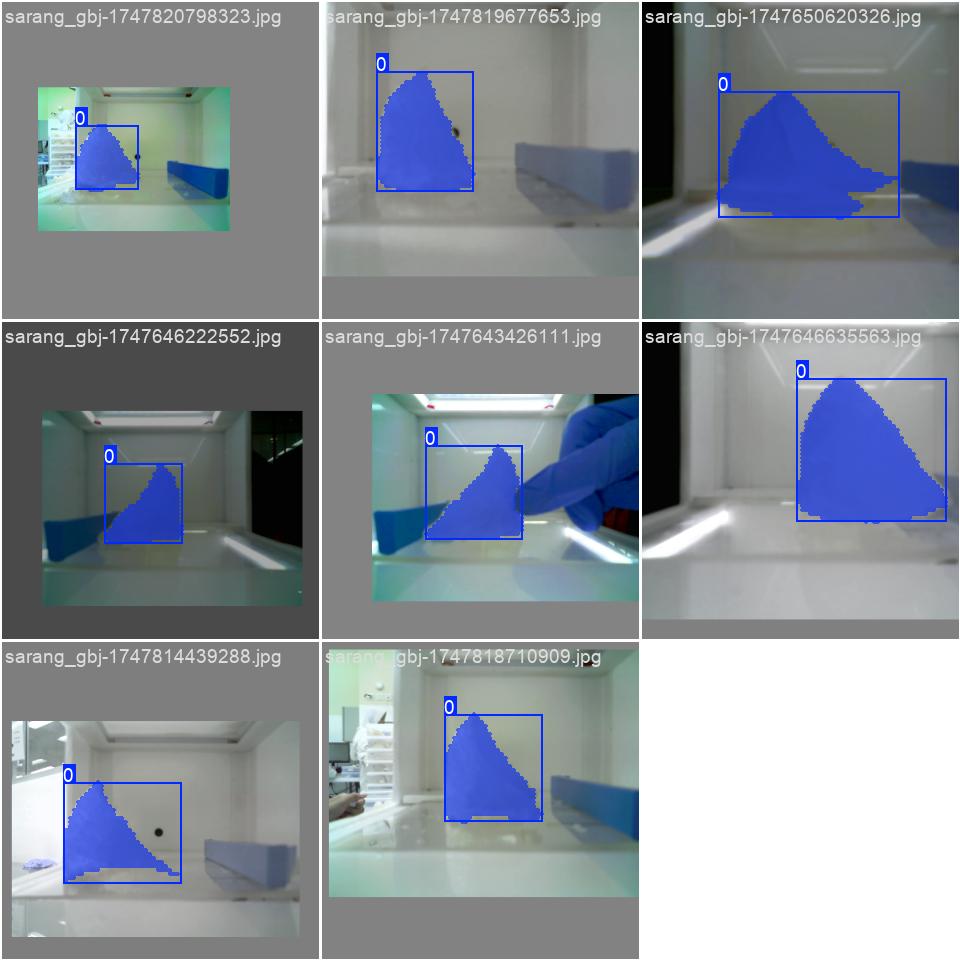 sarang_gbj-1747820798323.jpg
0
sarang_gbj-1747819677653.jpg
0
sarang_gbj-1747650620326.jpg
0
sarang_gbj-1747646222552.jpg
0
sarang_gbj-1747643426111.jpg
0
sarang_gbj-1747646635563.jpg
0
sarang_gbj-1747814439288.jpg
0
sarang_gbj-1747818710909.jpg
0